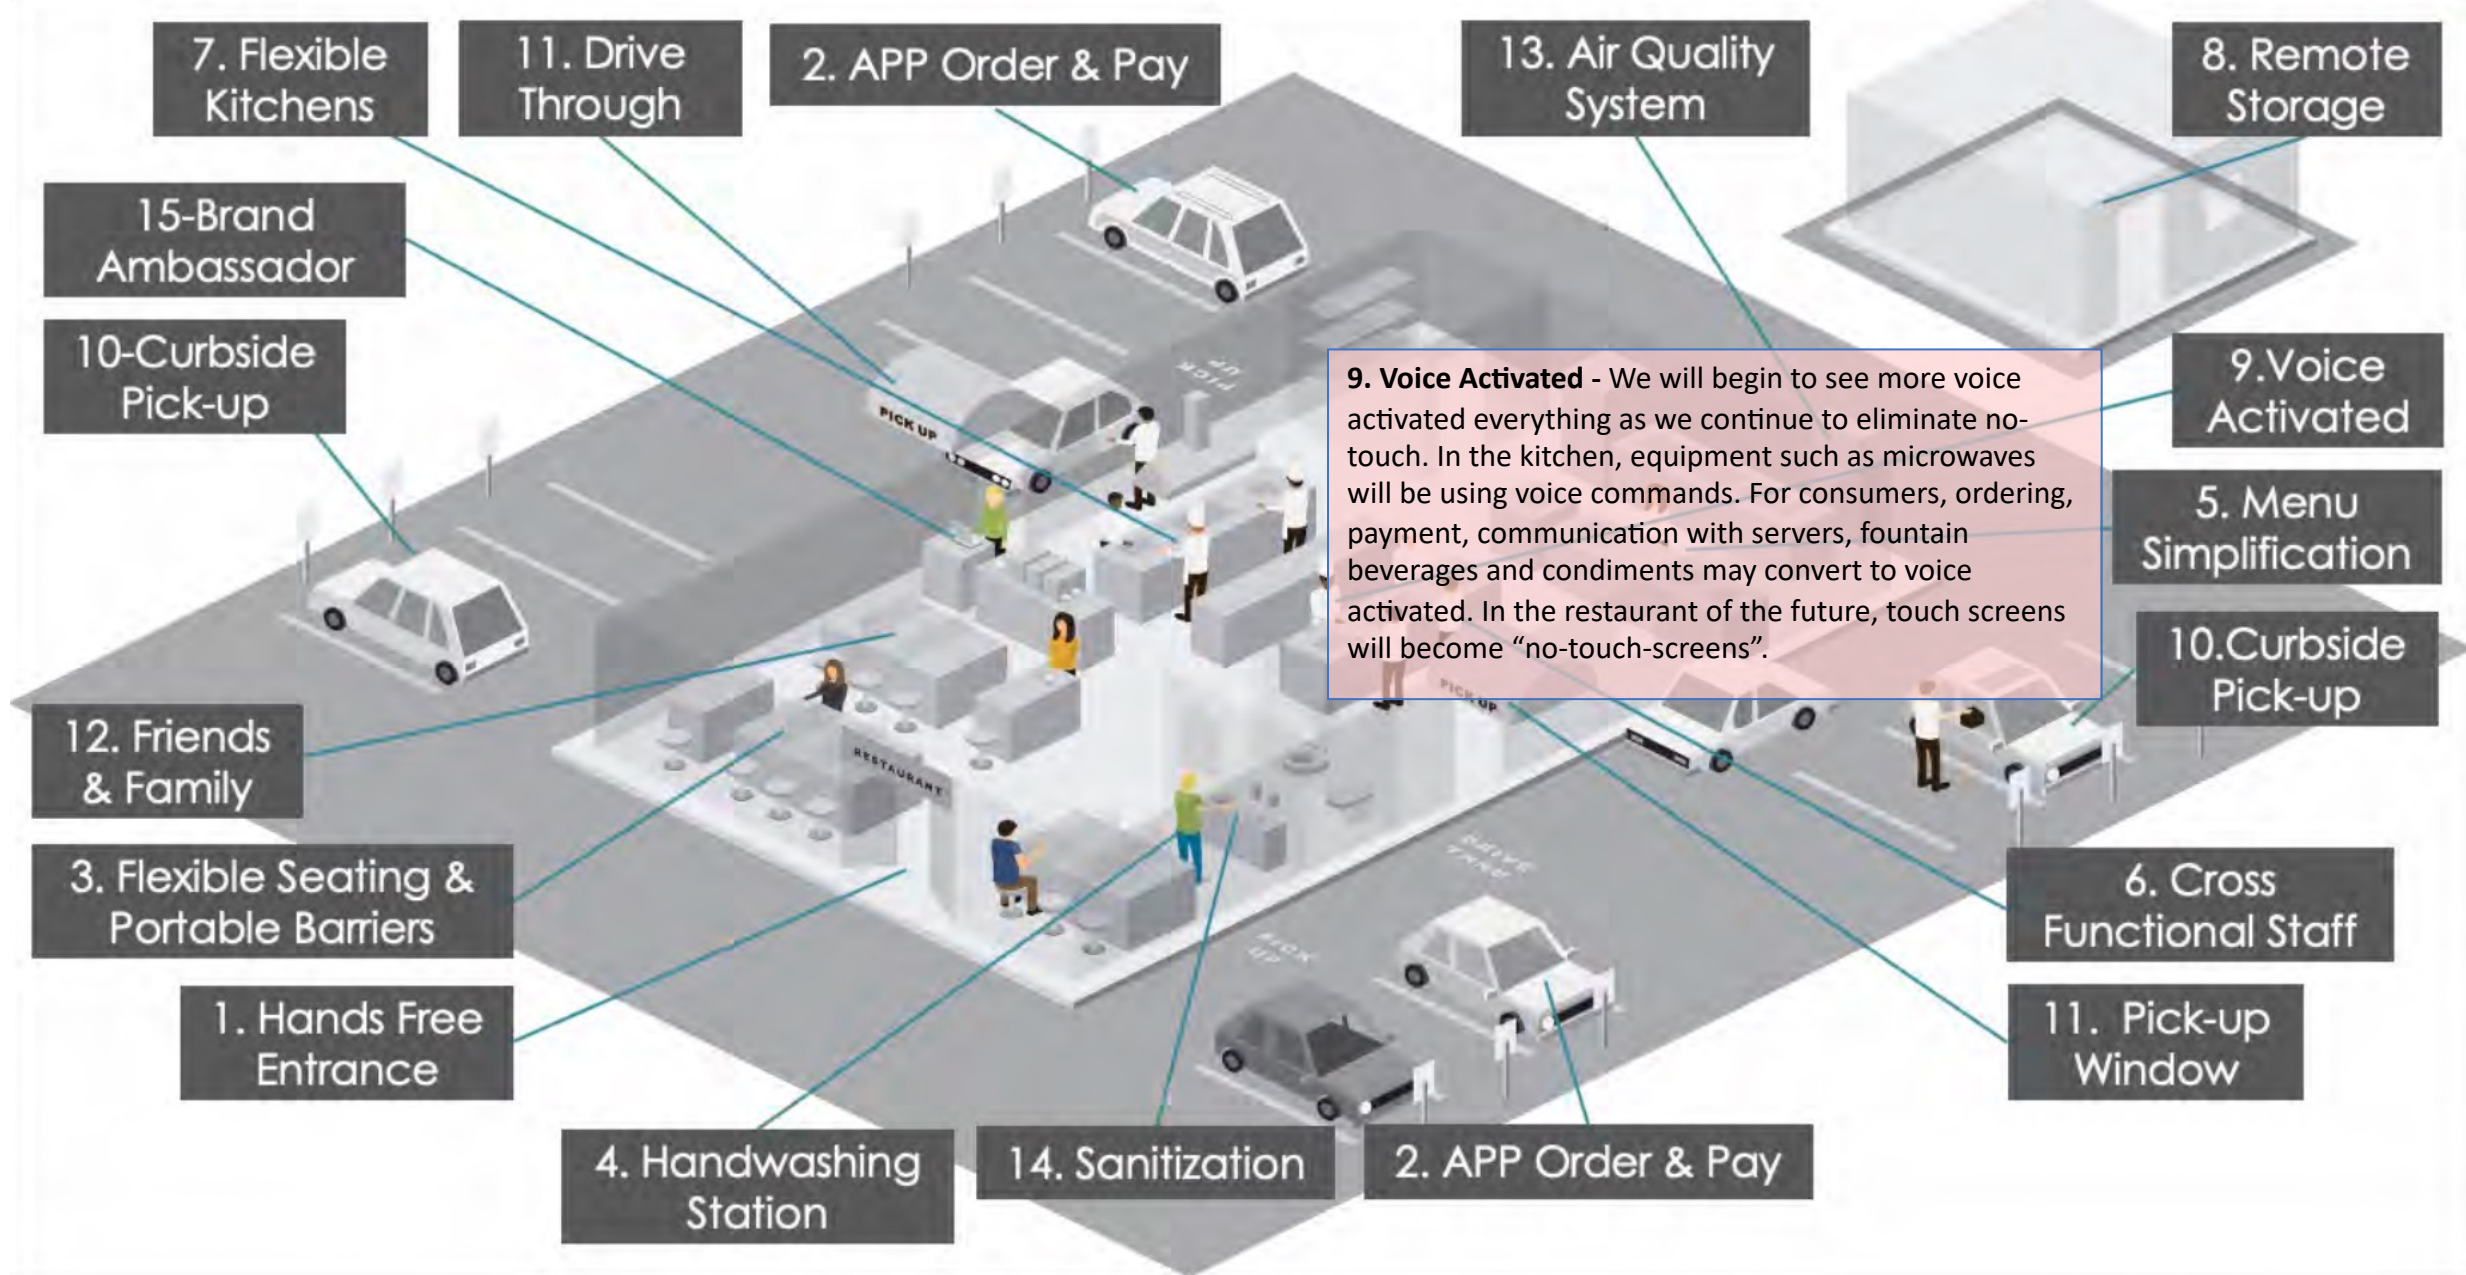 7. Flexible
Kitchens
11. Drive
Through
2. APP Order & Pay
13. Air Quality
System
8. Remote
Storage
15-Brand
Ambassador
10-Curbside
Pick-up
PICK
UP
PICK UP
9. Voice Activated - We will begin to see more voice
activated everything as we continue to eliminate no-
touch. In the kitchen, equipment such as microwaves
will be using voice commands. For consumers, ordering,
payment, communication with servers, fountain
beverages and condiments may convert to voice
activated. In the restaurant of the future, touch screens
will become “no-touch-screens”.
9.Voice
Activated
5. Menu
Simplification
10.Curbside
Pick-up
PICK UP
12. Friends
& Family
RESTAURANT
3. Flexible Seating &
Portable Barriers
DRIVE
THRU
6. Cross
Functional Staff
PICK
UP
1. Hands Free
Entrance
11. Pick-up
Window
4. Handwashing
Station
14. Sanitization
2. APP Order & Pay